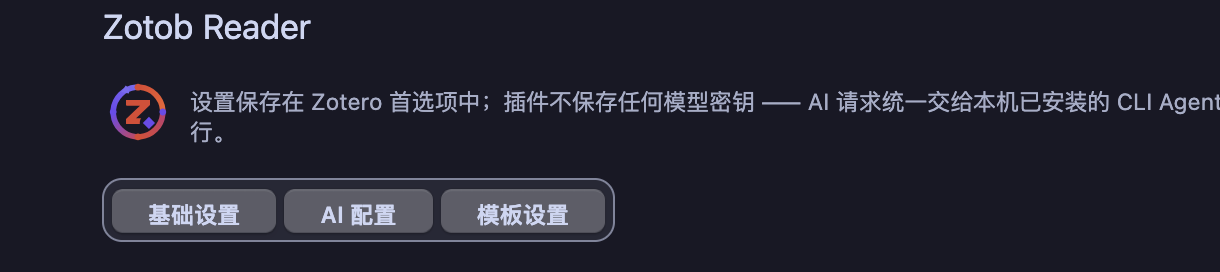 Zotob Reader
Z
设置保存在 Zotero 首选项中；插件不保存任何模型密钥 —— AI 请求统一交给本机已安装的 CLI Agent
行。
基础设置
AI 配置
模板设置